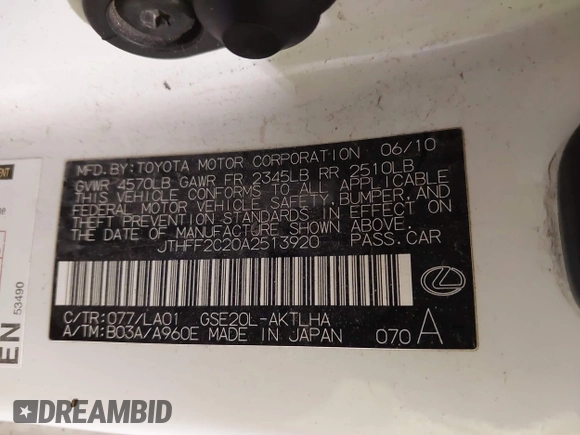 MFD.BY:TOYOTA MOTOR CORPORATION 06/10
GVWR 4570LB GAWR FR 2345LB RR 2510LB
THIS VEHICLE CONFORMS TO ALL APPLICABLE
FEDERAL MOTOR VEHICLE SAFETY,BUMPER,AND
THEFT PREVENTION STANDARDS IN EFFECT ON
THE DATE OF MANUFACTURE SHOWN ABOVE.
JTHFF2C20A2513920 PASS.CAR
C/TR:077/LA01 GSE20L-AKTLHA
A/TM:B03A/A960E MADE IN JAPAN 070 A
53490
EN
DREAMBID